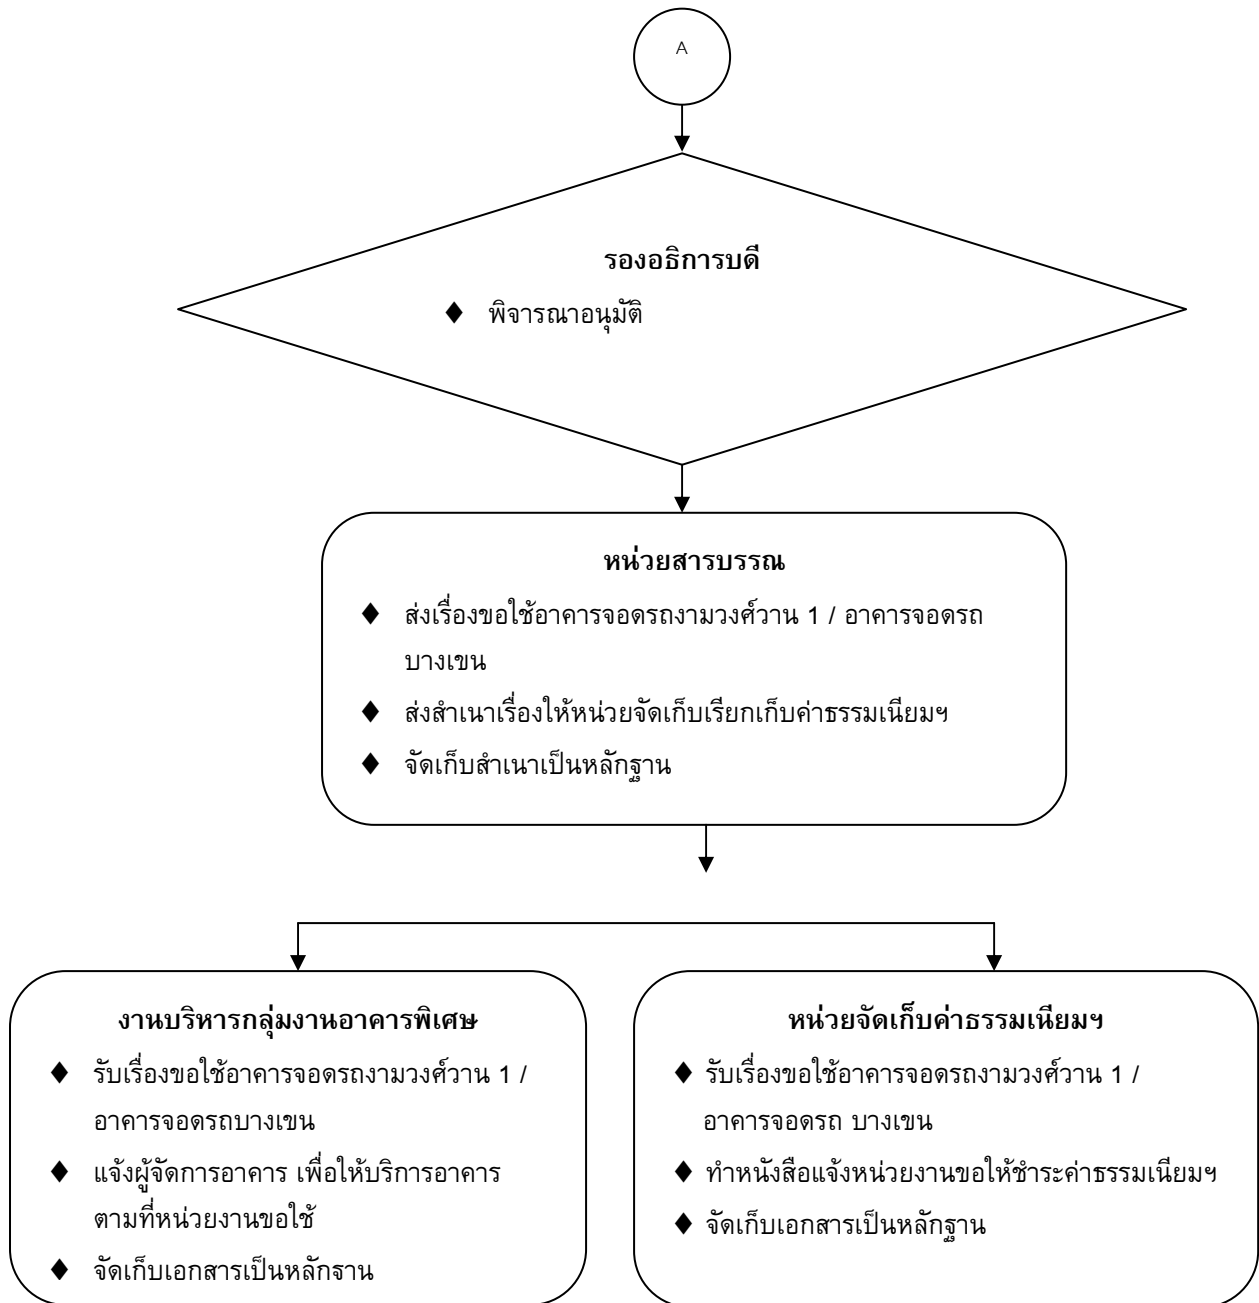 A
รองอธิการบดี
♦ พิจารณาอนุมัติ
หน่วยสารบรรณ
♦ ส่งเรื่องขอใช้อาคารจอดรถงามวงศ์วาน 1 / อาคารจอดรถ
บางเขน
♦ ส่งสำเนาเรื่องให้หน่วยจัดเก็บเรียกเก็บค่าธรรมเนียมฯ
♦ จัดเก็บสำเนาเป็นหลักฐาน
งานบริหารกลุ่มงานอาคารพิเศษ
♦ รับเรื่องขอใช้อาคารจอดรถงามวงศ์วาน 1 /
อาคารจอดรถบางเขน
♦ แจ้งผู้จัดการอาคาร เพื่อให้บริการอาคาร
ตามที่หน่วยงานขอใช้
♦ จัดเก็บเอกสารเป็นหลักฐาน
หน่วยจัดเก็บค่าธรรมเนียมฯ
♦ รับเรื่องขอใช้อาคารจอดรถงามวงศ์วาน 1 /
อาคารจอดรถ บางเขน
♦ ทำหนังสือแจ้งหน่วยงานขอให้ชำระค่าธรรมเนียมฯ
♦ จัดเก็บเอกสารเป็นหลักฐาน